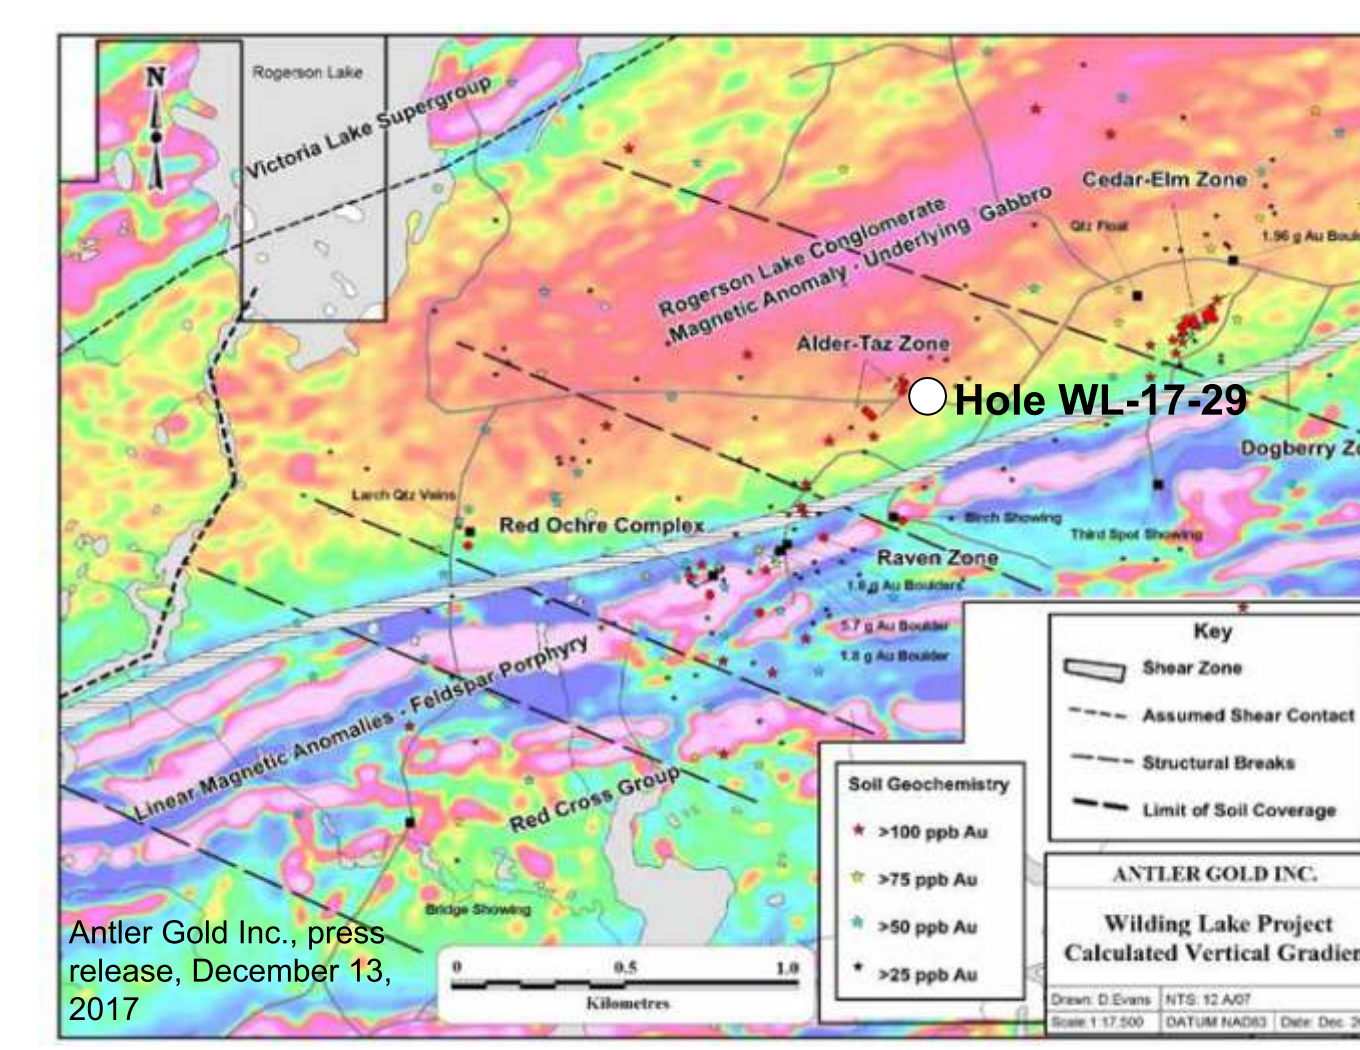 N
Rogerson Lake
Victoria Lake Supergroup
Cedar-Elm Zone
Qtz Float
1.96 g Au Boul
Rogerson Lake Conglomerate
Magnetic Anomaly - Underlying Gabbro
Alder-Taz Zone
Hole WL-17-29
Dogberry Zo
Larch Qtz Veins
Red Ochre Complex
Birch Showing
Third Spot Showing
Raven Zone
1.8 g Au Boulders
5.7 g Au Boulder
1.8 g Au Boulder
Linear Magnetic Anomalies - Feldspar Porphyry
Red Cross Group
Bridge Showing
Antler Gold Inc., press
release, December 13,
2017
0 0.5 1.0
Kilometres
Soil Geochemistry
>100 ppb Au
>75 ppb Au
>50 ppb Au
>25 ppb Au
Key
Shear Zone
Assumed Shear Contact
Structural Breaks
Limit of Soil Coverage
ANTLER GOLD INC.
Wilding Lake Project
Calculated Vertical Gradien
Drawn: D.Evans NTS: 12 A/07
Scale 1:17,500 DATUM NAD83 Date: Dec. 20